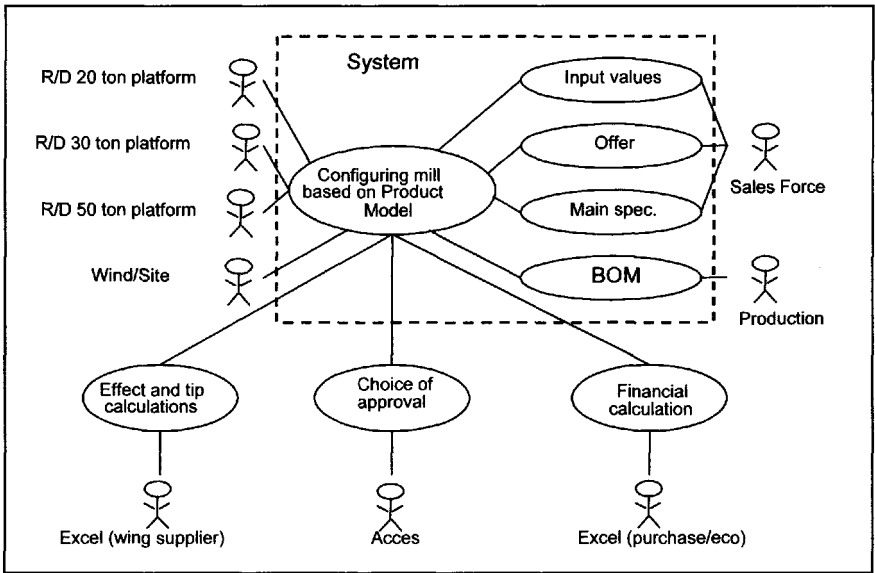 System
R/D 20 ton platform
Input values
R/D 30 ton platform
Offer
Configuring mill
based on Product
Model
Sales Force
R/D 50 ton platform
Main spec.
Wind/Site
BOM
Production
Effect and tip
calculations
Choice of
approval
Financial
calculation
Excel (wing supplier)
Acces
Excel (purchase/eco)